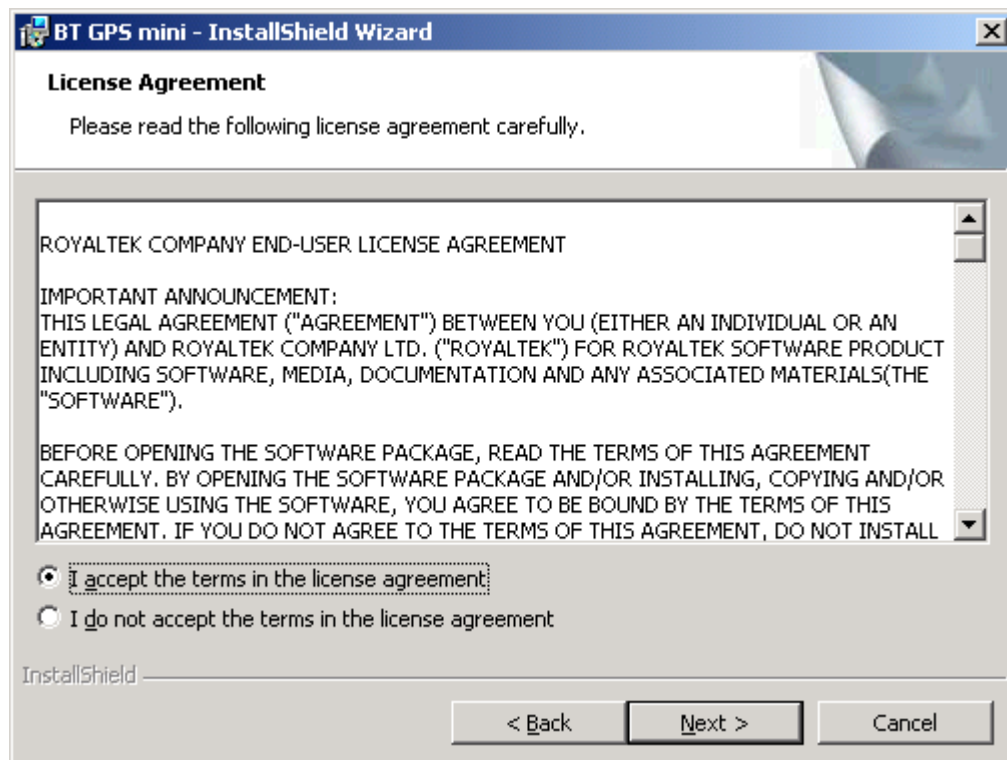 BT GPS mini - InstallShield Wizard
License Agreement
Please read the following license agreement carefully.
ROYALTEK COMPANY END-USER LICENSE AGREEMENT
IMPORTANT ANNOUNCEMENT:
THIS LEGAL AGREEMENT ("AGREEMENT") BETWEEN YOU (EITHER AN INDIVIDUAL OR AN
ENTITY) AND ROYALTEK COMPANY LTD. ("ROYALTEK") FOR ROYALTEK SOFTWARE PRODUCT
INCLUDING SOFTWARE, MEDIA, DOCUMENTATION AND ANY ASSOCIATED MATERIALS(THE
"SOFTWARE").
BEFORE OPENING THE SOFTWARE PACKAGE, READ THE TERMS OF THIS AGREEMENT
CAREFULLY. BY OPENING THE SOFTWARE PACKAGE AND/OR INSTALLING, COPYING AND/OR
OTHERWISE USING THE SOFTWARE, YOU AGREE TO BE BOUND BY THE TERMS OF THIS
AGREEMENT. IF YOU DO NOT AGREE TO THE TERMS OF THIS AGREEMENT, DO NOT INSTALL
I accept the terms in the license agreement
I do not accept the terms in the license agreement
InstallShield
< Back
Next >
Cancel